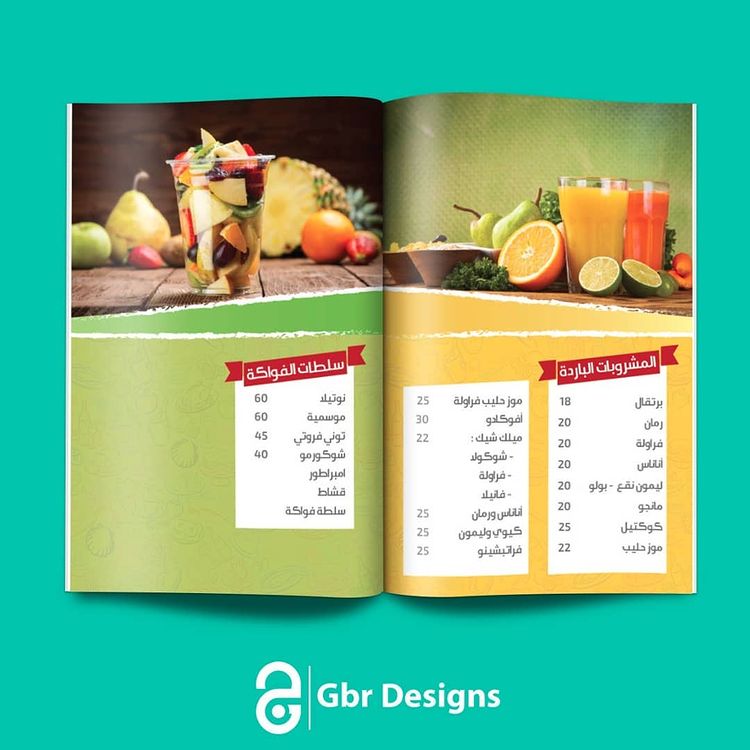 المشروبات الباردة
برتقال 18
رمان 20
فراولة 20
أناناس 20
ليمون نقع - بولو 20
مانجو 20
كوكتيل 25
موز حليب 22
موز حليب فراولة 25
أفوكادو 30
ميلك شيك : 22
- شوكولا
- فراولة
- فانيلا
أناناس ورمان 25
كيوي وليمون 25
فراتبشينو 25
سلطات الفواكة
نوتيلا 60
موسمية 60
توني فروتي 45
شوكورمو 40
امبراطور
قشاط
سلطة فواكة
Gbr Designs